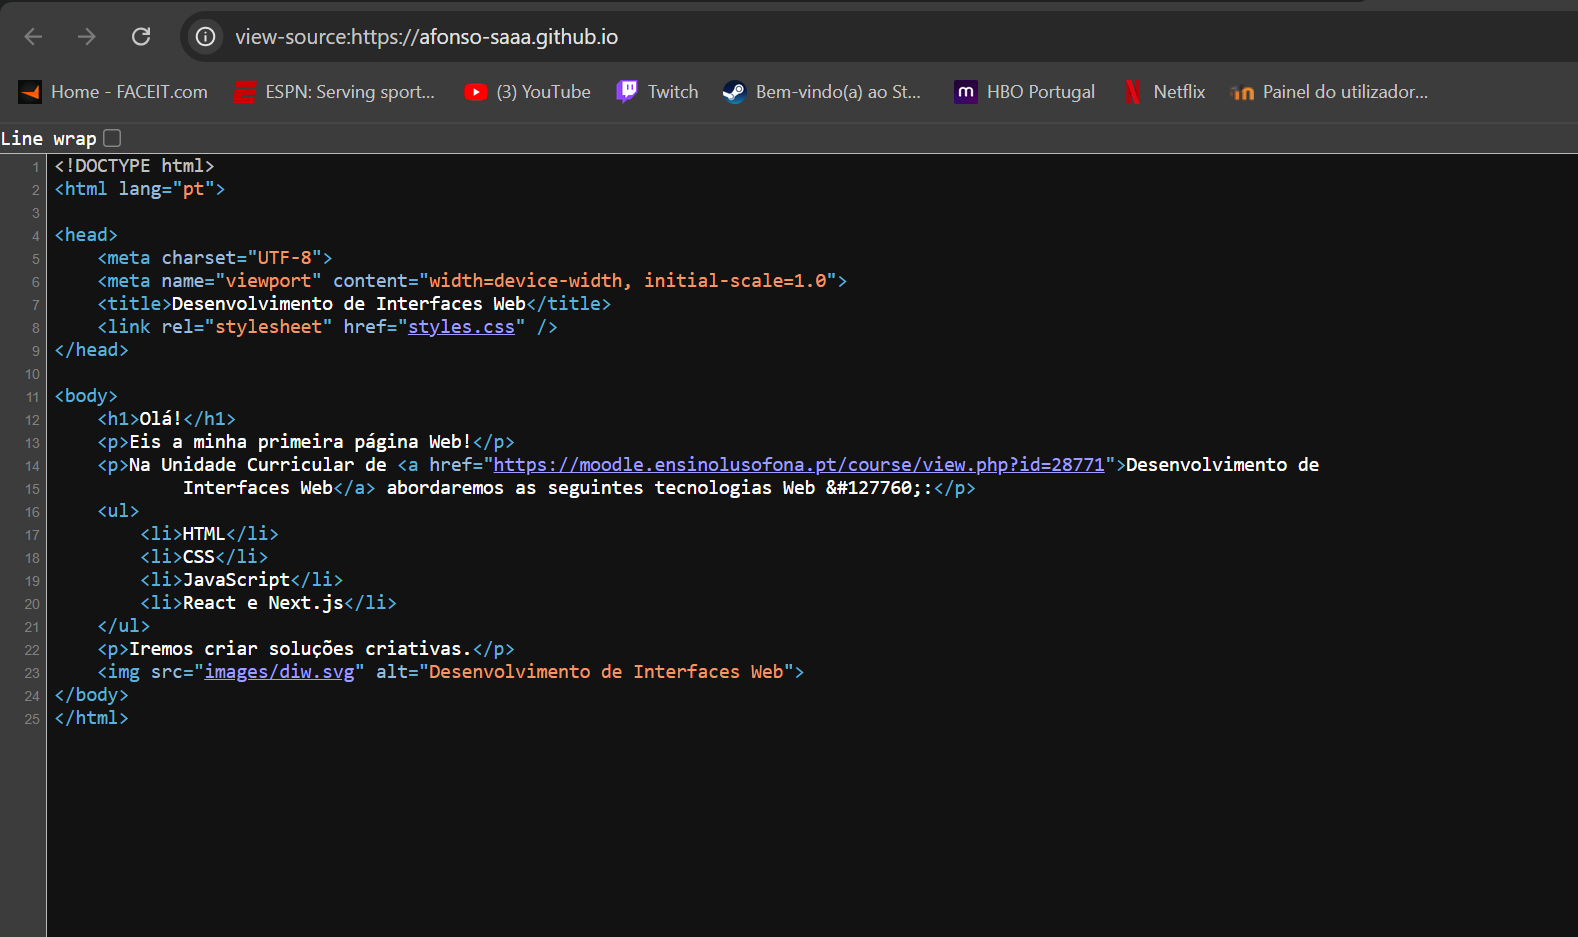 view-source:https://afonso-saaa.github.io
Home - FACEIT.com ESPN: Serving sport... (3) YouTube Twitch Bem-vindo(a) ao St... m HBO Portugal Netflix Painel do utilizador...
Line wrap
1 <!DOCTYPE html>
2 <html lang="pt">
3
4 <head>
5     <meta charset="UTF-8">
6     <meta name="viewport" content="width=device-width, initial-scale=1.0">
7     <title>Desenvolvimento de Interfaces Web</title>
8     <link rel="stylesheet" href="styles.css" />
9 </head>
10
11 <body>
12     <h1>Olá!</h1>
13     <p>Eis a minha primeira página Web!</p>
14     <p>Na Unidade Curricular de <a href="https://moodle.ensinolusofona.pt/course/view.php?id=28771">Desenvolvimento de
15             Interfaces Web</a> abordaremos as seguintes tecnologias Web &#127760;:</p>
16     <ul>
17         <li>HTML</li>
18         <li>CSS</li>
19         <li>JavaScript</li>
20         <li>React e Next.js</li>
21     </ul>
22     <p>Iremos criar soluções criativas.</p>
23     <img src="images/diw.svg" alt="Desenvolvimento de Interfaces Web">
24 </body>
25 </html>